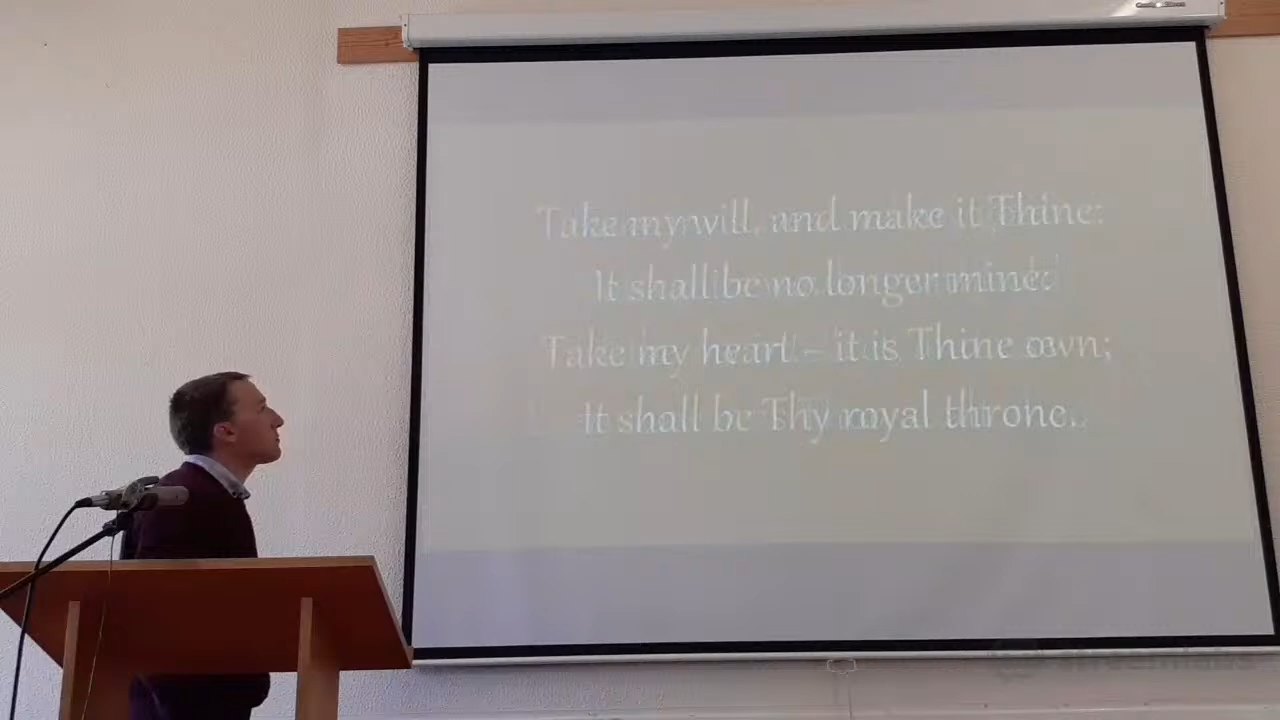 Take my will, and make it Thine;
It shall be no longer mine:
Take my heart – it is Thine own;
It shall be Thy royal throne.